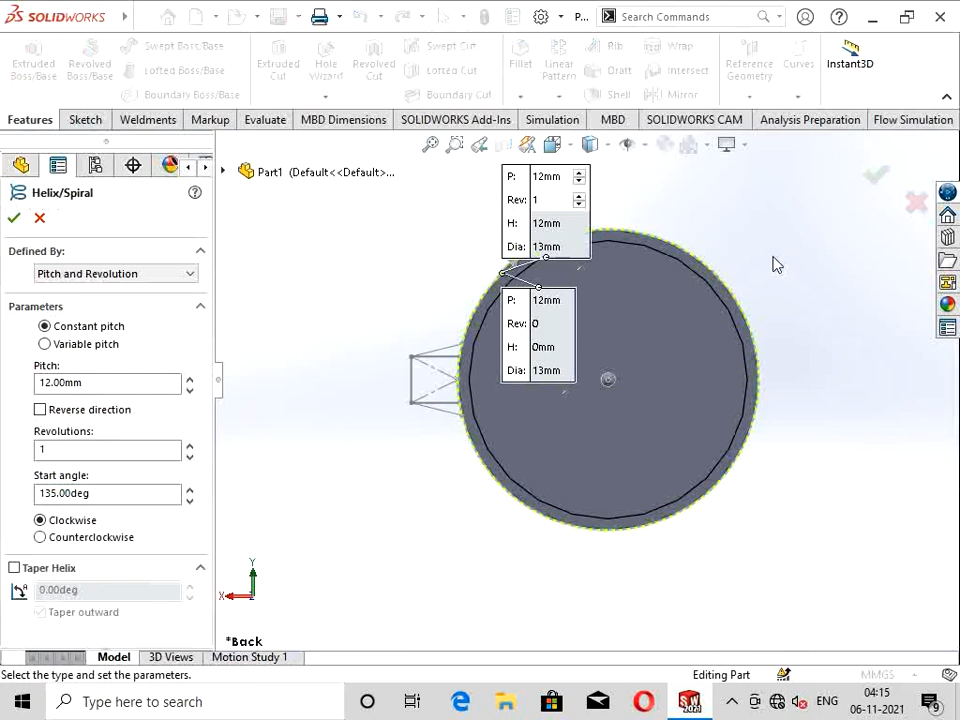 SOLIDWORKS
P...
Search Commands
Extruded Boss/Base
Revolved Boss/Base
Swept Boss/Base
Lofted Boss/Base
Boundary Boss/Base
Extruded Cut
Hole Wizard
Revolved Cut
Swept Cut
Lofted Cut
Boundary Cut
Fillet
Linear Pattern
Rib
Draft
Shell
Wrap
Intersect
Mirror
Reference Geometry
Curves
Instant3D
Features
Sketch
Weldments
Markup
Evaluate
MBD Dimensions
SOLIDWORKS Add-Ins
Simulation
MBD
SOLIDWORKS CAM
Analysis Preparation
Flow Simulation
Part1 (Default<<Default>...
Helix/Spiral
Defined By:
Pitch and Revolution
Parameters
Constant pitch
Variable pitch
Pitch:
12.00mm
Reverse direction
Revolutions:
1
Start angle:
135.00deg
Clockwise
Counterclockwise
Taper Helix
0.00deg
Taper outward
P: 12mm
Rev: 1
H: 12mm
Dia: 13mm
P: 12mm
Rev: 0
H: 0mm
Dia: 13mm
Y
X
Z
*Back
Model
3D Views
Motion Study 1
Select the type and set the parameters.
Editing Part
MMGS
Type here to search
SW
2021
ENG
04:15
06-11-2021
9